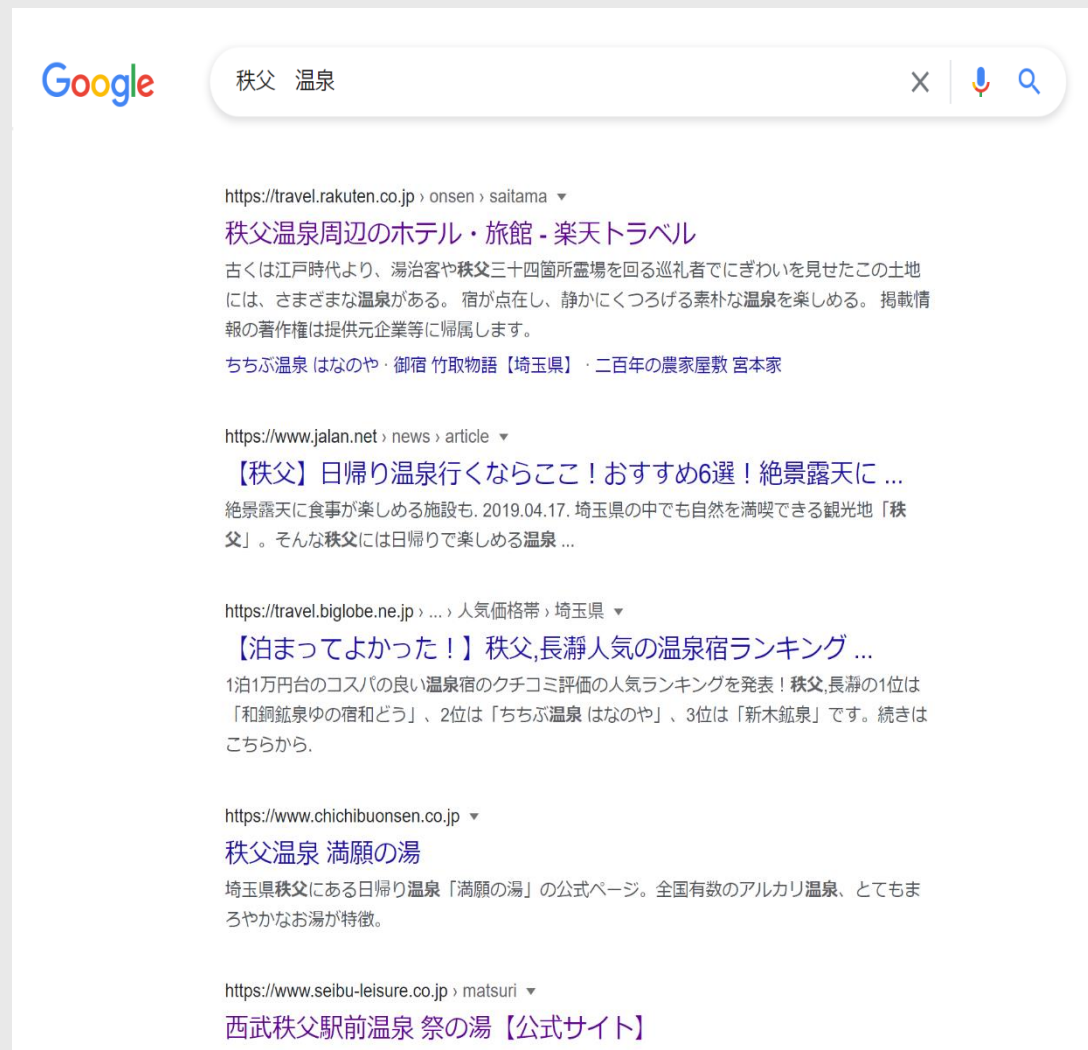 Google
秩父　温泉
https://travel.rakuten.co.jp › onsen › saitama
秩父温泉周辺のホテル・旅館 - 楽天トラベル
古くは江戸時代より、湯治客や秩父三十四箇所霊場を回る巡礼者でにぎわいを見せたこの土地
には、さまざまな温泉がある。 宿が点在し、静かにくつろげる素朴な温泉を楽しめる。 掲載情
報の著作権は提供元企業等に帰属します。
ちちぶ温泉 はなのや · 御宿 竹取物語【埼玉県】 · 二百年の農家屋敷 宮本家
https://www.jalan.net › news › article
【秩父】日帰り温泉行くならここ！おすすめ6選！絶景露天に ...
絶景露天に食事が楽しめる施設も. 2019.04.17. 埼玉県の中でも自然を満喫できる観光地「秩
父」。そんな秩父には日帰りで楽しめる温泉 ...
https://travel.biglobe.ne.jp › ... › 人気価格帯 › 埼玉県
【泊まってよかった！】秩父,長瀞人気の温泉宿ランキング ...
1泊1万円台のコスパの良い温泉宿のクチコミ評価の人気ランキングを発表！秩父,長瀞の1位は
「和銅鉱泉ゆの宿和どう」、2位は「ちちぶ温泉 はなのや」、3位は「新木鉱泉」です。続きは
こちらから.
https://www.chichibuonsen.co.jp
秩父温泉 満願の湯
埼玉県秩父にある日帰り温泉「満願の湯」の公式ページ。全国有数のアルカリ温泉、とてもま
ろやかなお湯が特徴。
https://www.seibu-leisure.co.jp › matsuri
西武秩父駅前温泉 祭の湯【公式サイト】